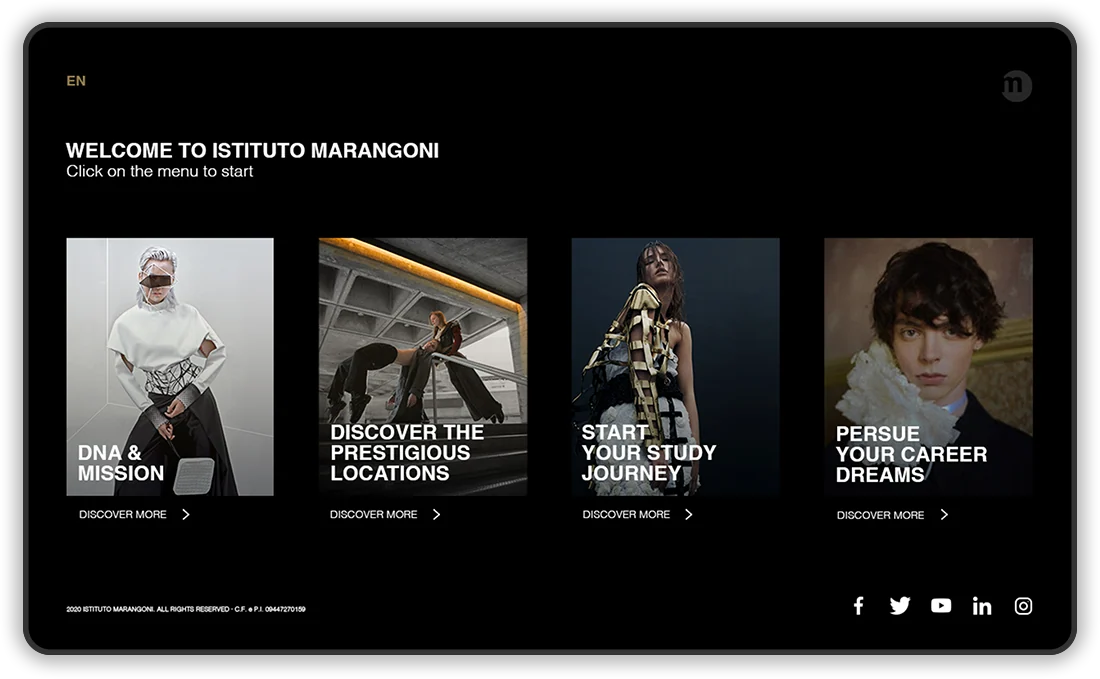 EN
m
WELCOME TO ISTITUTO MARANGONI
Click on the menu to start
DNA &
MISSION
DISCOVER MORE
DISCOVER THE
PRESTIGIOUS
LOCATIONS
DISCOVER MORE
START
YOUR STUDY
JOURNEY
DISCOVER MORE
PERSUE
YOUR CAREER
DREAMS
DISCOVER MORE
2020 ISTITUTO MARANGONI. ALL RIGHTS RESERVED - C.F. e P.I. 09447270159